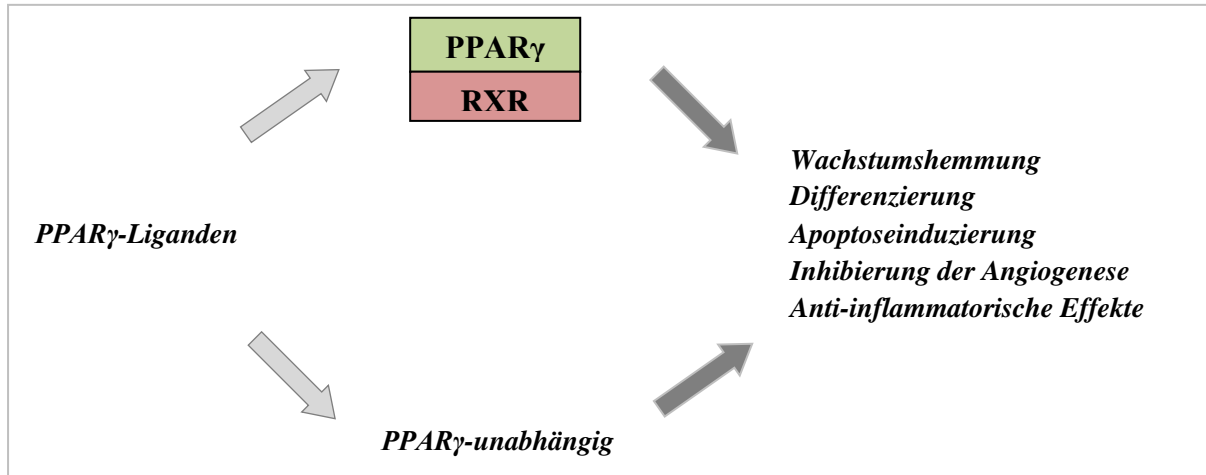 PPARγ
RXR
PPARγ-Liganden
Wachstumshemmung
Differenzierung
Apoptoseinduzierung
Inhibierung der Angiogenese
Anti-inflammatorische Effekte
PPARγ-unabhängig